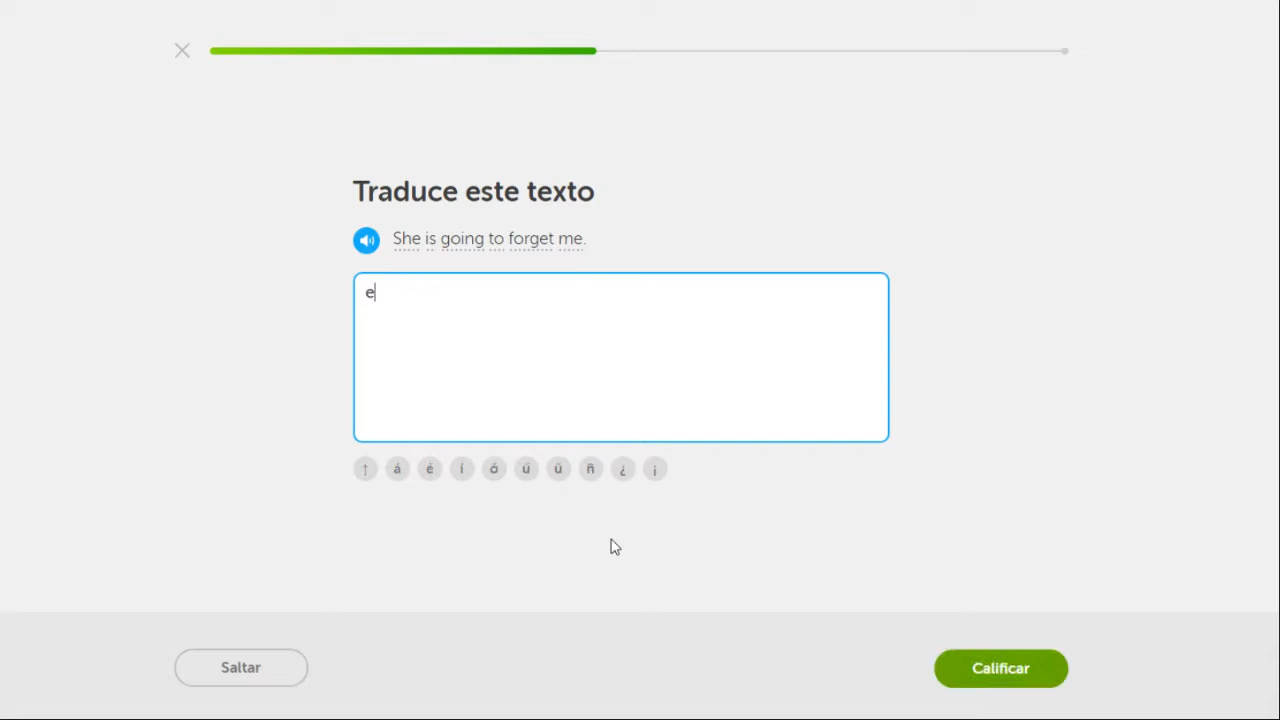 Traduce este texto
She is going to forget me.
e
↑ á é í ó ú ü ñ ¿ ¡
Saltar Calificar